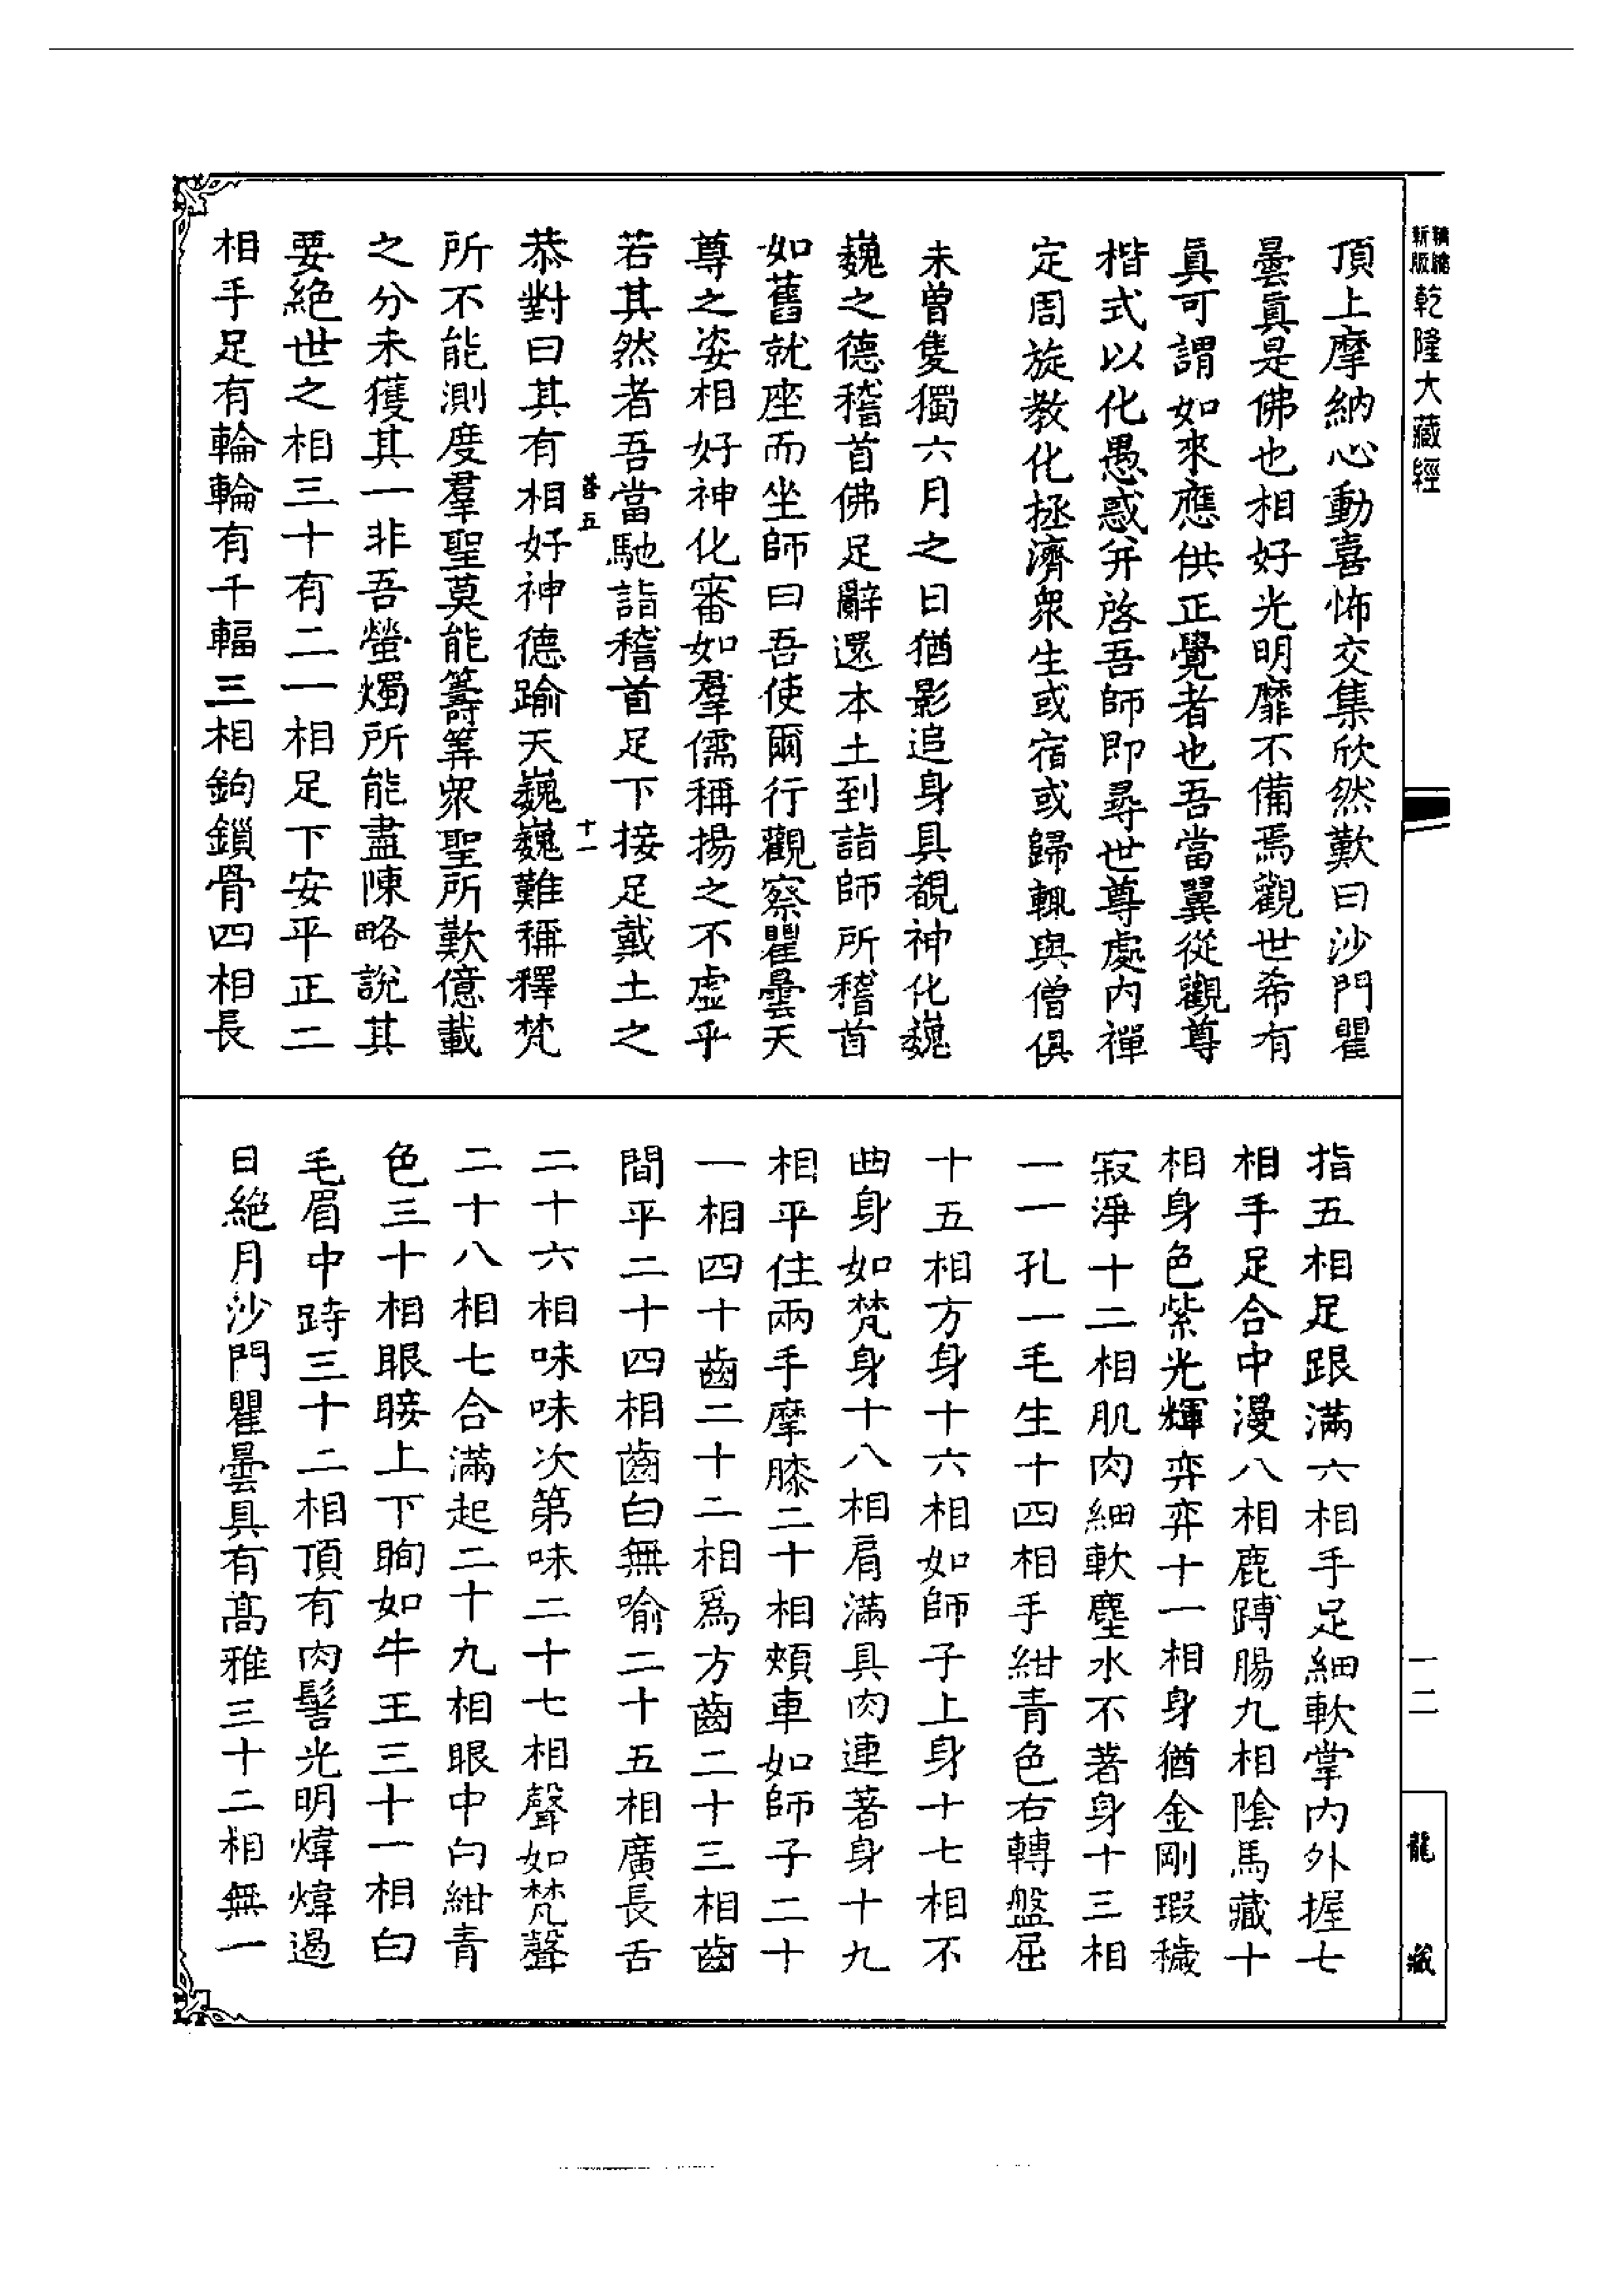 新版精縮
乾隆大藏經
頂上摩納心動喜怖交集欣然歎曰沙門瞿
曇眞是佛也相好光明靡不備焉觀世希有
眞可謂如來應供正覺者也吾當翼從觀尊
楷式以化愚惑幷啓吾師即尋世尊處內禪
定周旋教化拯濟衆生或宿或歸輒與僧俱
未曾隻獨六月之日猶影追身具覩神化巍
巍之德稽首佛足辭還本土到詣師所稽首
如舊就座而坐師曰吾使爾行觀察瞿曇天
尊之姿相好神化審如羣儒稱揚之不虛乎
若其然者吾當馳詣稽首足下接足戴土之
菩五
十一
恭對曰其有相好神德踰天巍巍難稱釋梵
所不能測度羣聖莫能籌筭衆聖所歎億載
之分未獲其一非吾螢燭所能盡陳略說其
要絕世之相三十有二一相足下安平正二
相手足有輪輪有千輻三相鉤鎖骨四相長
指五相足跟滿六相手足細軟掌內外握七
相手足合中漫八相鹿䏝腸九相陰馬藏十
相身色紫光輝弈弈十一相身猶金剛瑕穢
寂淨十二相肌肉細軟塵水不著身十三相
一一孔一毛生十四相手紺青色右轉盤屈
十五相方身十六相如師子上身十七相不
曲身如梵身十八相肩滿具肉連著身十九
相平住兩手摩膝二十相頰車如師子二十
一相四十齒二十二相爲方齒二十三相齒
間平二十四相齒白無喻二十五相廣長舌
二十六相味味次第味二十七相聲如梵聲
二十八相七合滿起二十九相眼中白紺青
色三十相眼睫上下眴如牛王三十一相白
毛眉中跱三十二相頂有肉髻光明煒煒過
日絕月沙門瞿曇具有高雅三十二相無一
一二
龍藏